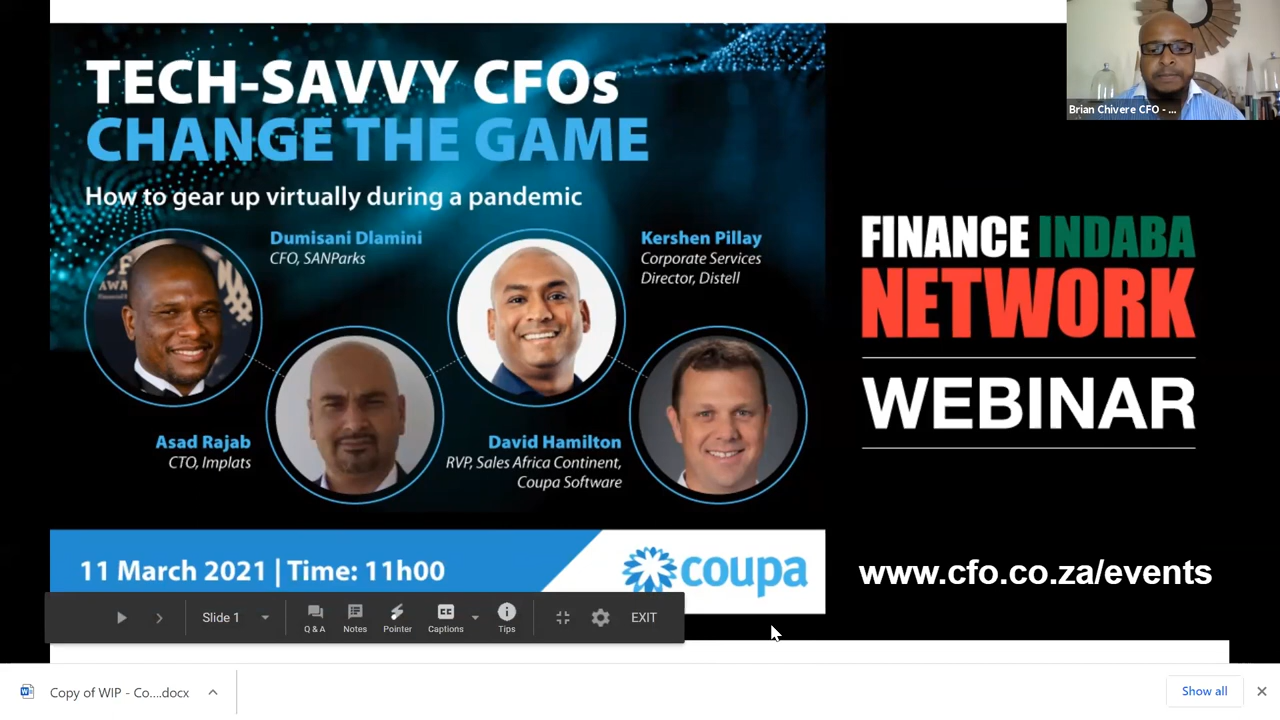 TECH-SAVVY CFOs
CHANGE THE GAME
How to gear up virtually during a pandemic
Dumisani Dlamini
CFO, SANParks
Kershen Pillay
Corporate Services
Director, Distell
Asad Rajab
CTO, Implats
David Hamilton
RVP, Sales Africa Continent,
Coupa Software
11 March 2021 | Time: 11h00
coupa
Brian Chivere CFO - ...
FINANCE INDABA
NETWORK
WEBINAR
www.cfo.co.za/events
Slide 1
Q & A
Notes
Pointer
CC
Captions
Tips
EXIT
W
Copy of WIP - Co....docx
Show all